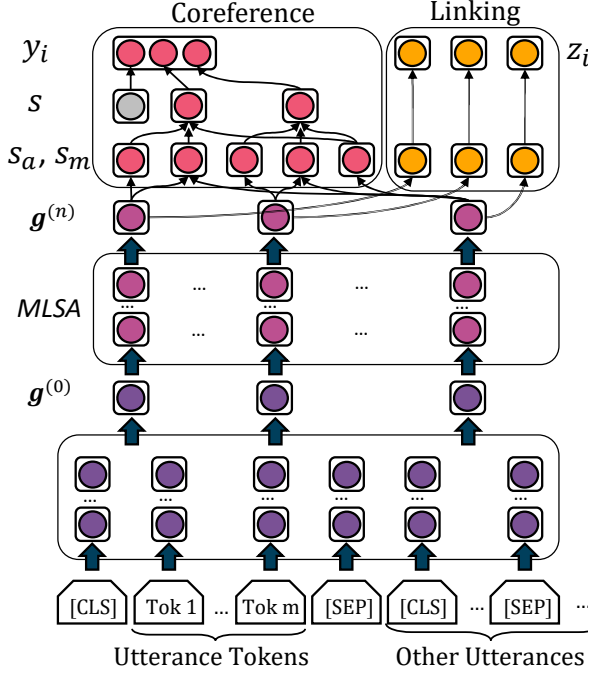 Coreference Linking
y_i z_i
s
s_a, s_m
g^(n)
... ...
MLSA ... ...
... ...
g^(0)
... ... ... ... ... ...
[CLS] Tok 1 ... Tok m [SEP] [CLS] ... [SEP] ...
Utterance Tokens Other Utterances